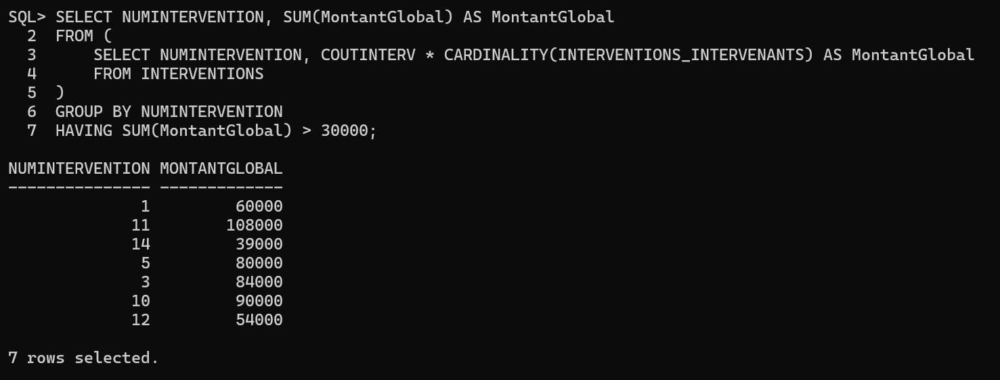 SQL> SELECT NUMINTERVENTION, SUM(MontantGlobal) AS MontantGlobal
  2  FROM (
  3      SELECT NUMINTERVENTION, COUTINTERV * CARDINALITY(INTERVENTIONS_INTERVENANTS) AS MontantGlobal
  4      FROM INTERVENTIONS
  5  )
  6  GROUP BY NUMINTERVENTION
  7  HAVING SUM(MontantGlobal) > 30000;
NUMINTERVENTION MONTANTGLOBAL
--------------- -------------
              1         60000
             11        108000
             14         39000
              5         80000
              3         84000
             10         90000
             12         54000
7 rows selected.